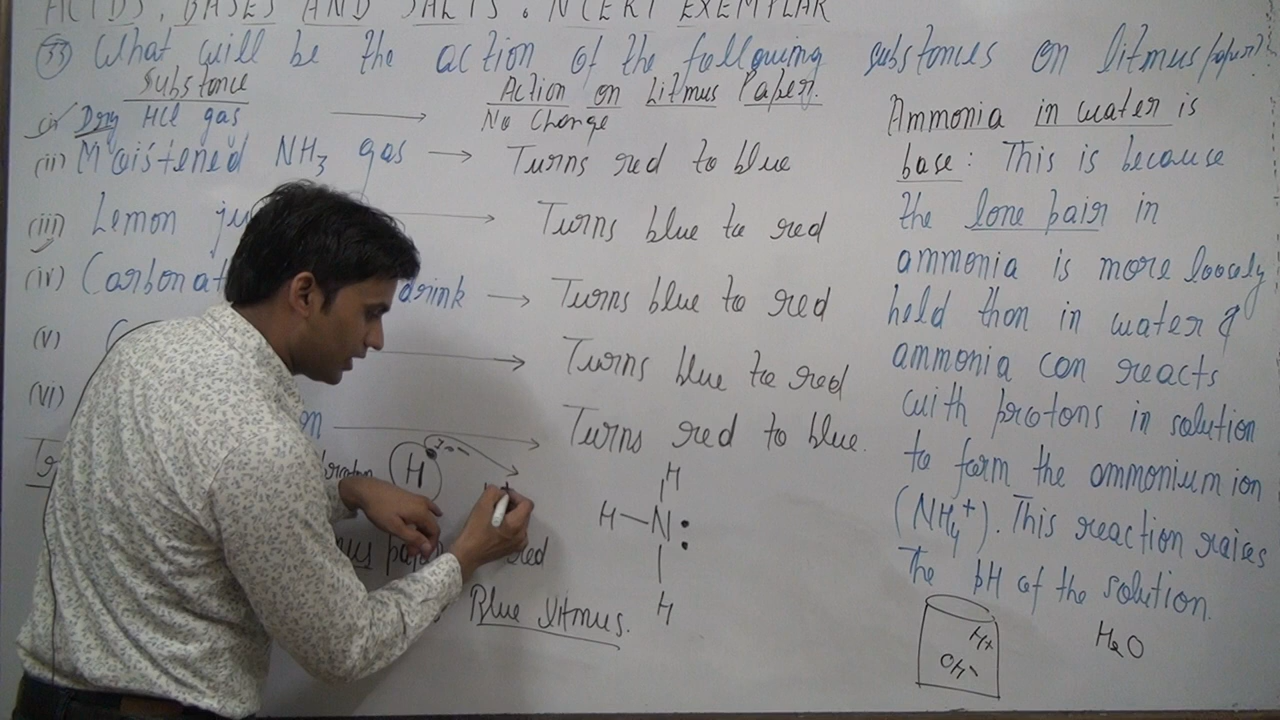 ACIDS, BASES AND SALTS. NCERT EXEMPLAR
(33) What will be the action of the following substances on litmus paper?
Substance
Action on Litmus Paper.
(i) Dry HCl gas → No Change
(ii) Moistened NH3 gas → Turns red to blue
(iii) Lemon ju → Turns blue to red
(iv) Carbonat drink → Turns blue to red
(v) → Turns blue to red
(vi) on → Turns red to blue.
H
proton
paper red
Blue litmus.
H
H—N:
H
Ammonia in water is
base: This is because
the lone pair in
ammonia is more loosely
held than in water &
ammonia can reacts
with protons in solution
to form the ammonium ion
(NH4+). This reaction raises
the pH of the solution.
H+
OH-
H2O